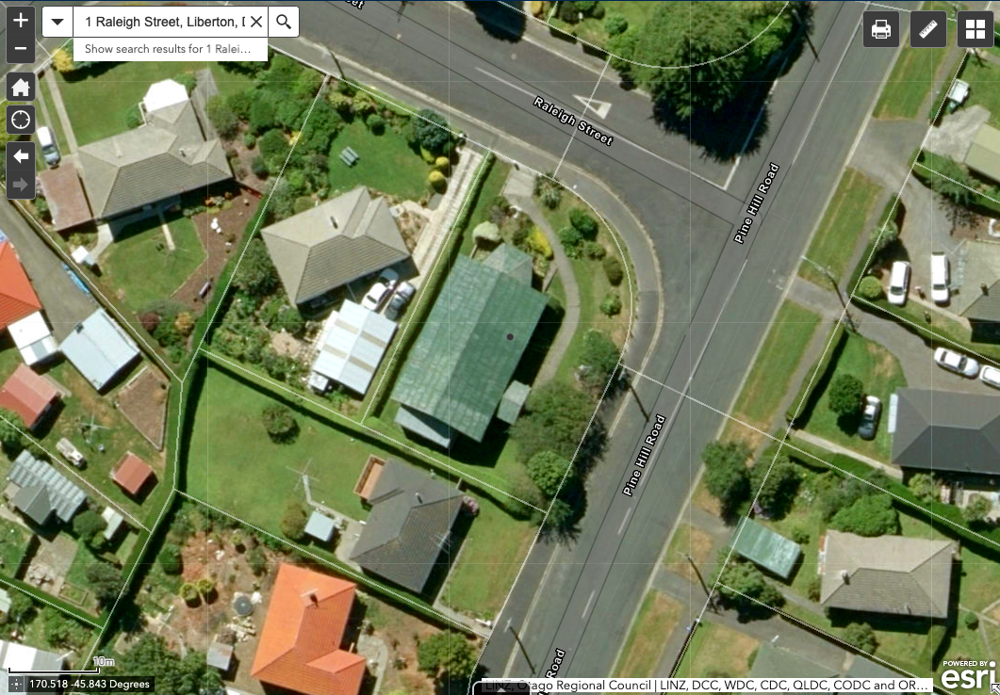 +
1 Raleigh Street, Liberton, D
Show search results for 1 Ralei...
−
Raleigh Street
Pine Hill Road
Pine Hill Road
Road
10m
170.518 -45.843 Degrees
LINZ, Otago Regional Council | LINZ, DCC, WDC, CDC, QLDC, CODC and OR...
POWERED BY
esri